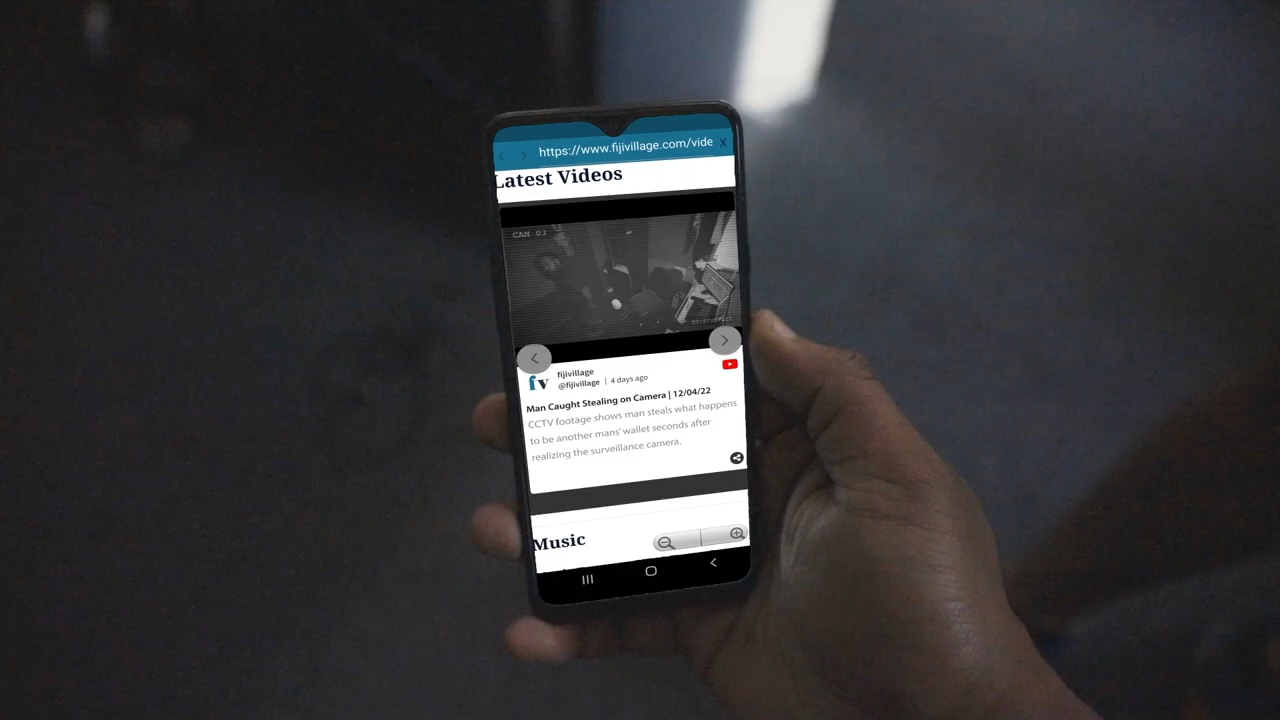 https://www.fijivillage.com/vide X
Latest Videos
CAM 03
fijivillage
fv @fijivillage | 4 days ago
Man Caught Stealing on Camera | 12/04/22
CCTV footage shows man steals what happens
to be another mans' wallet seconds after
realizing the surveillance camera.
Music